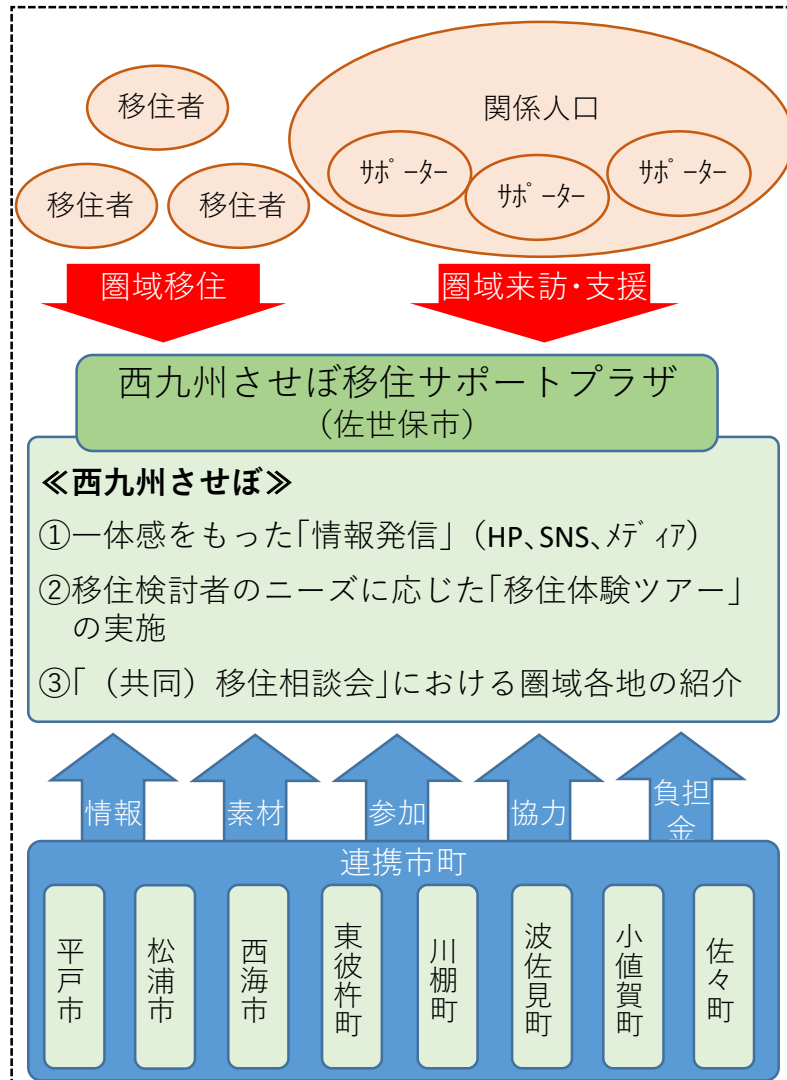 移住者
関係人口
サポーター
サポーター
サポーター
移住者
移住者
圏域移住
圏域来訪・支援
西九州させぼ移住サポートプラザ
（佐世保市）
≪西九州させぼ≫
①一体感をもった「情報発信」（HP、SNS、メディア）
②移住検討者のニーズに応じた「移住体験ツアー」
の実施
③「（共同）移住相談会」における圏域各地の紹介
情報
素材
参加
協力
負担
金
連携市町
平戸市
松浦市
西海市
東彼杵町
川棚町
波佐見町
小値賀町
佐々町